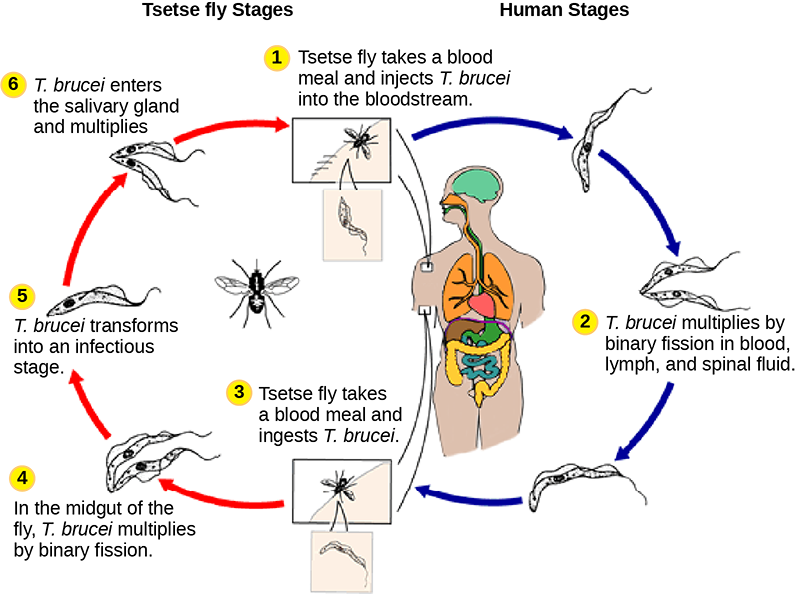 Tsetse fly Stages
Human Stages
1
Tsetse fly takes a blood
meal and injects T. brucei
into the bloodstream.
2
T. brucei multiplies by
binary fission in blood,
lymph, and spinal fluid.
3
Tsetse fly takes
a blood meal and
ingests T. brucei.
4
In the midgut of the
fly, T. brucei multiplies
by binary fission.
5
T. brucei transforms
into an infectious
stage.
6
T. brucei enters
the salivary gland
and multiplies